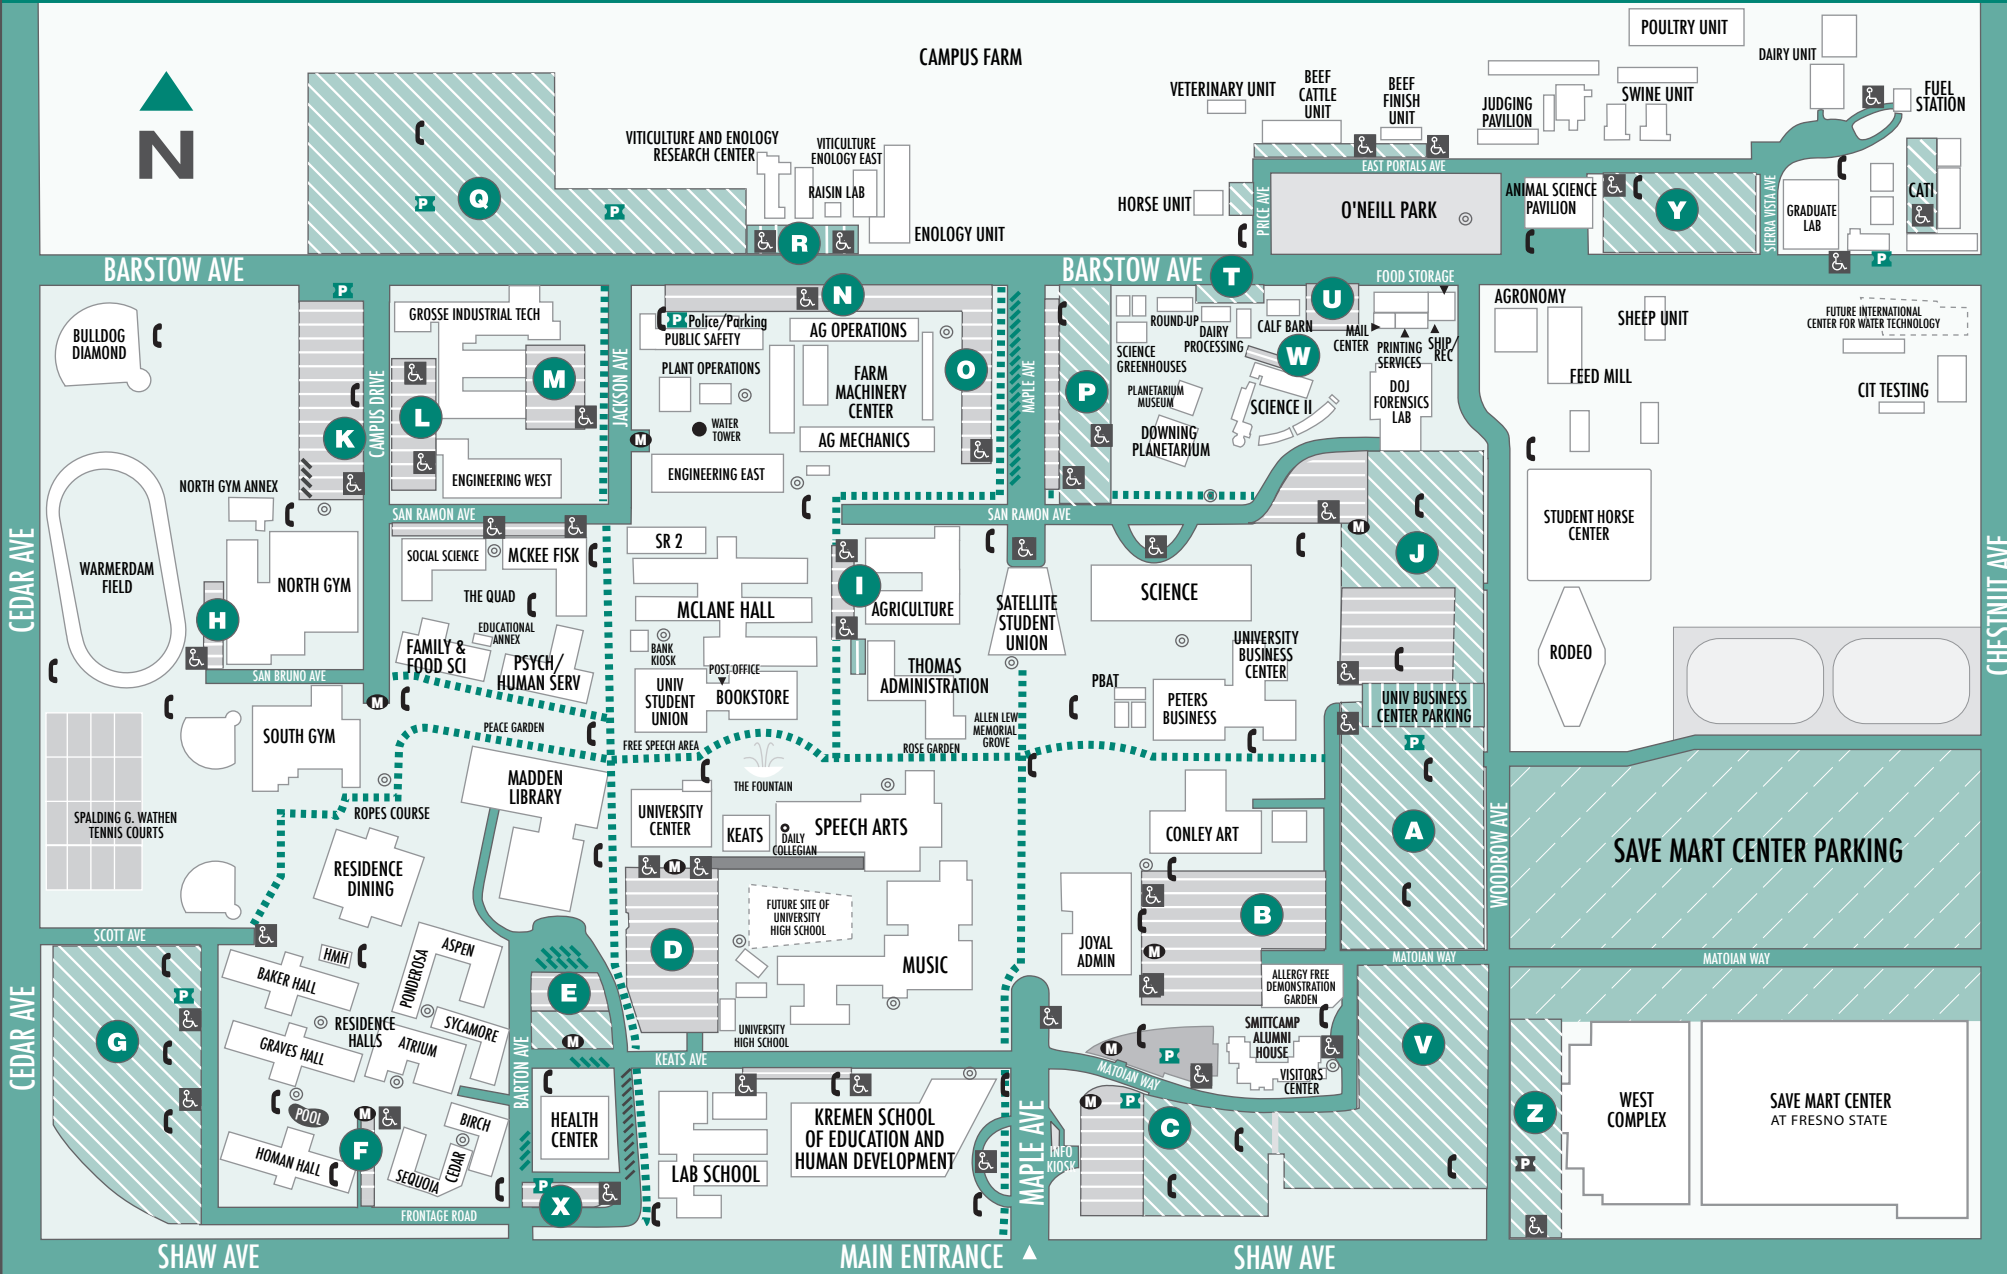 CAMPUS FARM
POULTRY UNIT
DAIRY UNIT
FUEL
STATION
N
VETERINARY UNIT
BEEF
CATTLE
UNIT
BEEF
FINISH
UNIT
JUDGING
PAVILION
SWINE UNIT
VITICULTURE AND ENOLOGY
RESEARCH CENTER
VITICULTURE
ENOLOGY EAST
RAISIN LAB
ENOLOGY UNIT
P
Q
P
R
HORSE UNIT
PRICE AVE
EAST PORTALS AVE
O'NEILL PARK
ANIMAL SCIENCE
PAVILION
Y
SIERRA VISTA AVE
GRADUATE
LAB
CATI
P
BARSTOW AVE
BARSTOW AVE
T
U
FOOD STORAGE
BULLDOG
DIAMOND
P
GROSSE INDUSTRIAL TECH
N
P
Police/Parking
PUBLIC SAFETY
AG OPERATIONS
ROUND-UP
DAIRY
PROCESSING
CALF BARN
SCIENCE
GREENHOUSES
W
MAIL
CENTER
PRINTING
SERVICES
SHIP/
REC
AGRONOMY
SHEEP UNIT
FEED MILL
FUTURE INTERNATIONAL
CENTER FOR WATER TECHNOLOGY
CIT TESTING
CAMPUS DRIVE
K
L
M
JACKSON AVE
PLANT OPERATIONS
WATER
TOWER
M
FARM
MACHINERY
CENTER
AG MECHANICS
O
MAPLE AVE
P
PLANETARIUM
MUSEUM
DOWNING
PLANETARIUM
SCIENCE II
DOJ
FORENSICS
LAB
ENGINEERING WEST
ENGINEERING EAST
NORTH GYM ANNEX
SAN RAMON AVE
SAN RAMON AVE
M
CEDAR AVE
WARMERDAM
FIELD
H
NORTH GYM
SOCIAL SCIENCE
MCKEE FISK
THE QUAD
EDUCATIONAL
ANNEX
FAMILY &
FOOD SCI
PSYCH/
HUMAN SERV
SR 2
MCLANE HALL
BANK
KIOSK
POST OFFICE
UNIV
STUDENT
UNION
BOOKSTORE
I
AGRICULTURE
THOMAS
ADMINISTRATION
SATELLITE
STUDENT
UNION
SCIENCE
UNIVERSITY
BUSINESS
CENTER
PBAT
PETERS
BUSINESS
J
UNIV BUSINESS
CENTER PARKING
P
STUDENT HORSE
CENTER
RODEO
CHESTNUT AVE
SAN BRUNO AVE
M
SOUTH GYM
PEACE GARDEN
FREE SPEECH AREA
ROSE GARDEN
ALLEN LEW
MEMORIAL
GROVE
SPALDING G. WATHEN
TENNIS COURTS
ROPES COURSE
MADDEN
LIBRARY
THE FOUNTAIN
UNIVERSITY
CENTER
KEATS
DAILY
COLLEGIAN
SPEECH ARTS
CONLEY ART
A
WOODROW AVE
SAVE MART CENTER PARKING
RESIDENCE
DINING
M
FUTURE SITE OF
UNIVERSITY
HIGH SCHOOL
D
MUSIC
JOYAL
ADMIN
B
M
SCOTT AVE
MATOIAN WAY
MATOIAN WAY
HMH
BAKER HALL
PONDEROSA
ASPEN
E
M
ALLERGY FREE
DEMONSTRATION
GARDEN
CEDAR AVE
P
G
RESIDENCE
HALLS
GRAVES HALL
ATRIUM
SYCAMORE
BARTON AVE
UNIVERSITY
HIGH SCHOOL
KEATS AVE
M
P
MATOIAN WAY
SMITTCAMP
ALUMNI
HOUSE
VISITORS
CENTER
V
POOL
M
F
BIRCH
HOMAN HALL
SEQUOIA
CEDAR
HEALTH
CENTER
P
X
LAB SCHOOL
KREMEN SCHOOL
OF EDUCATION AND
HUMAN DEVELOPMENT
MAPLE AVE
INFO
KIOSK
M
P
C
Z
P
WEST
COMPLEX
SAVE MART CENTER
AT FRESNO STATE
FRONTAGE ROAD
SHAW AVE
MAIN ENTRANCE
SHAW AVE